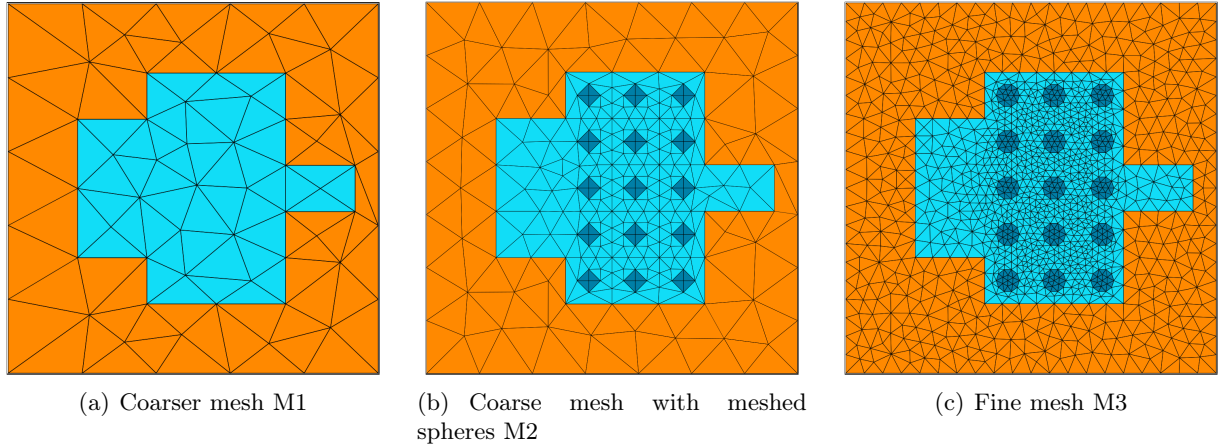 (a) Coarser mesh M1
(b) Coarse mesh with meshed
spheres M2
(c) Fine mesh M3